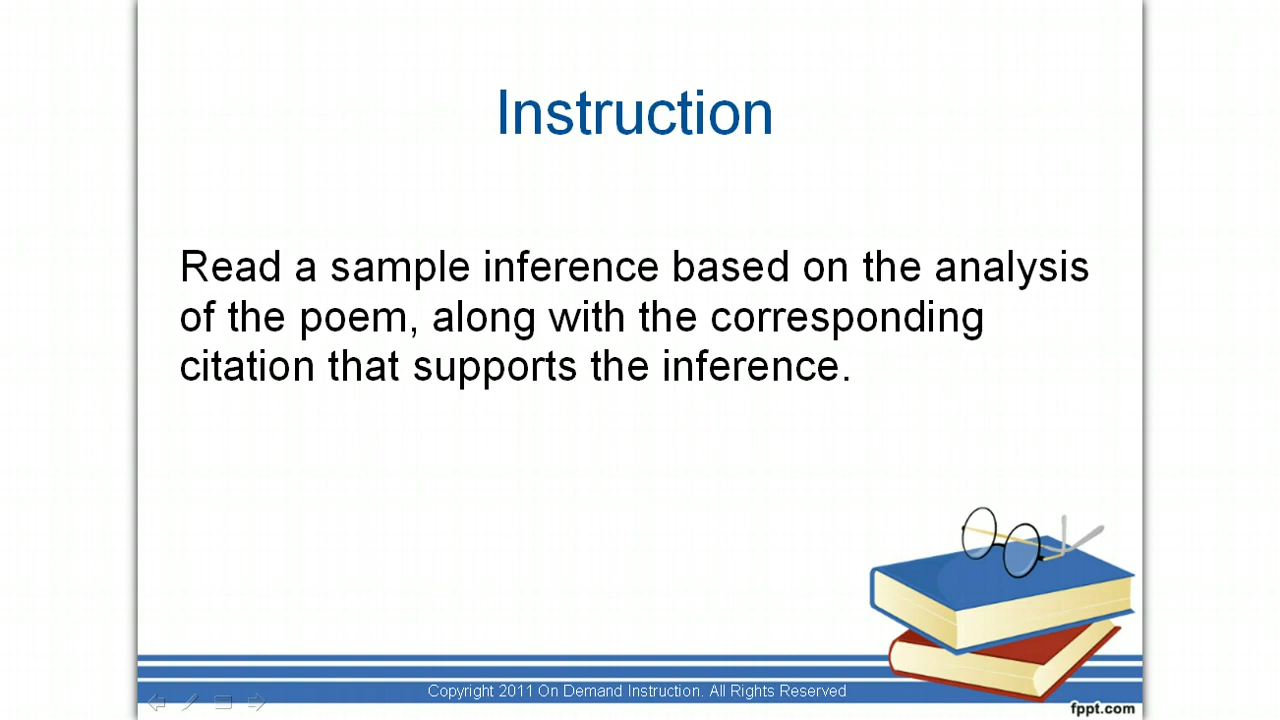 Instruction
Read a sample inference based on the analysis
of the poem, along with the corresponding
citation that supports the inference.
Copyright 2011 On Demand Instruction. All Rights Reserved
fppt.com